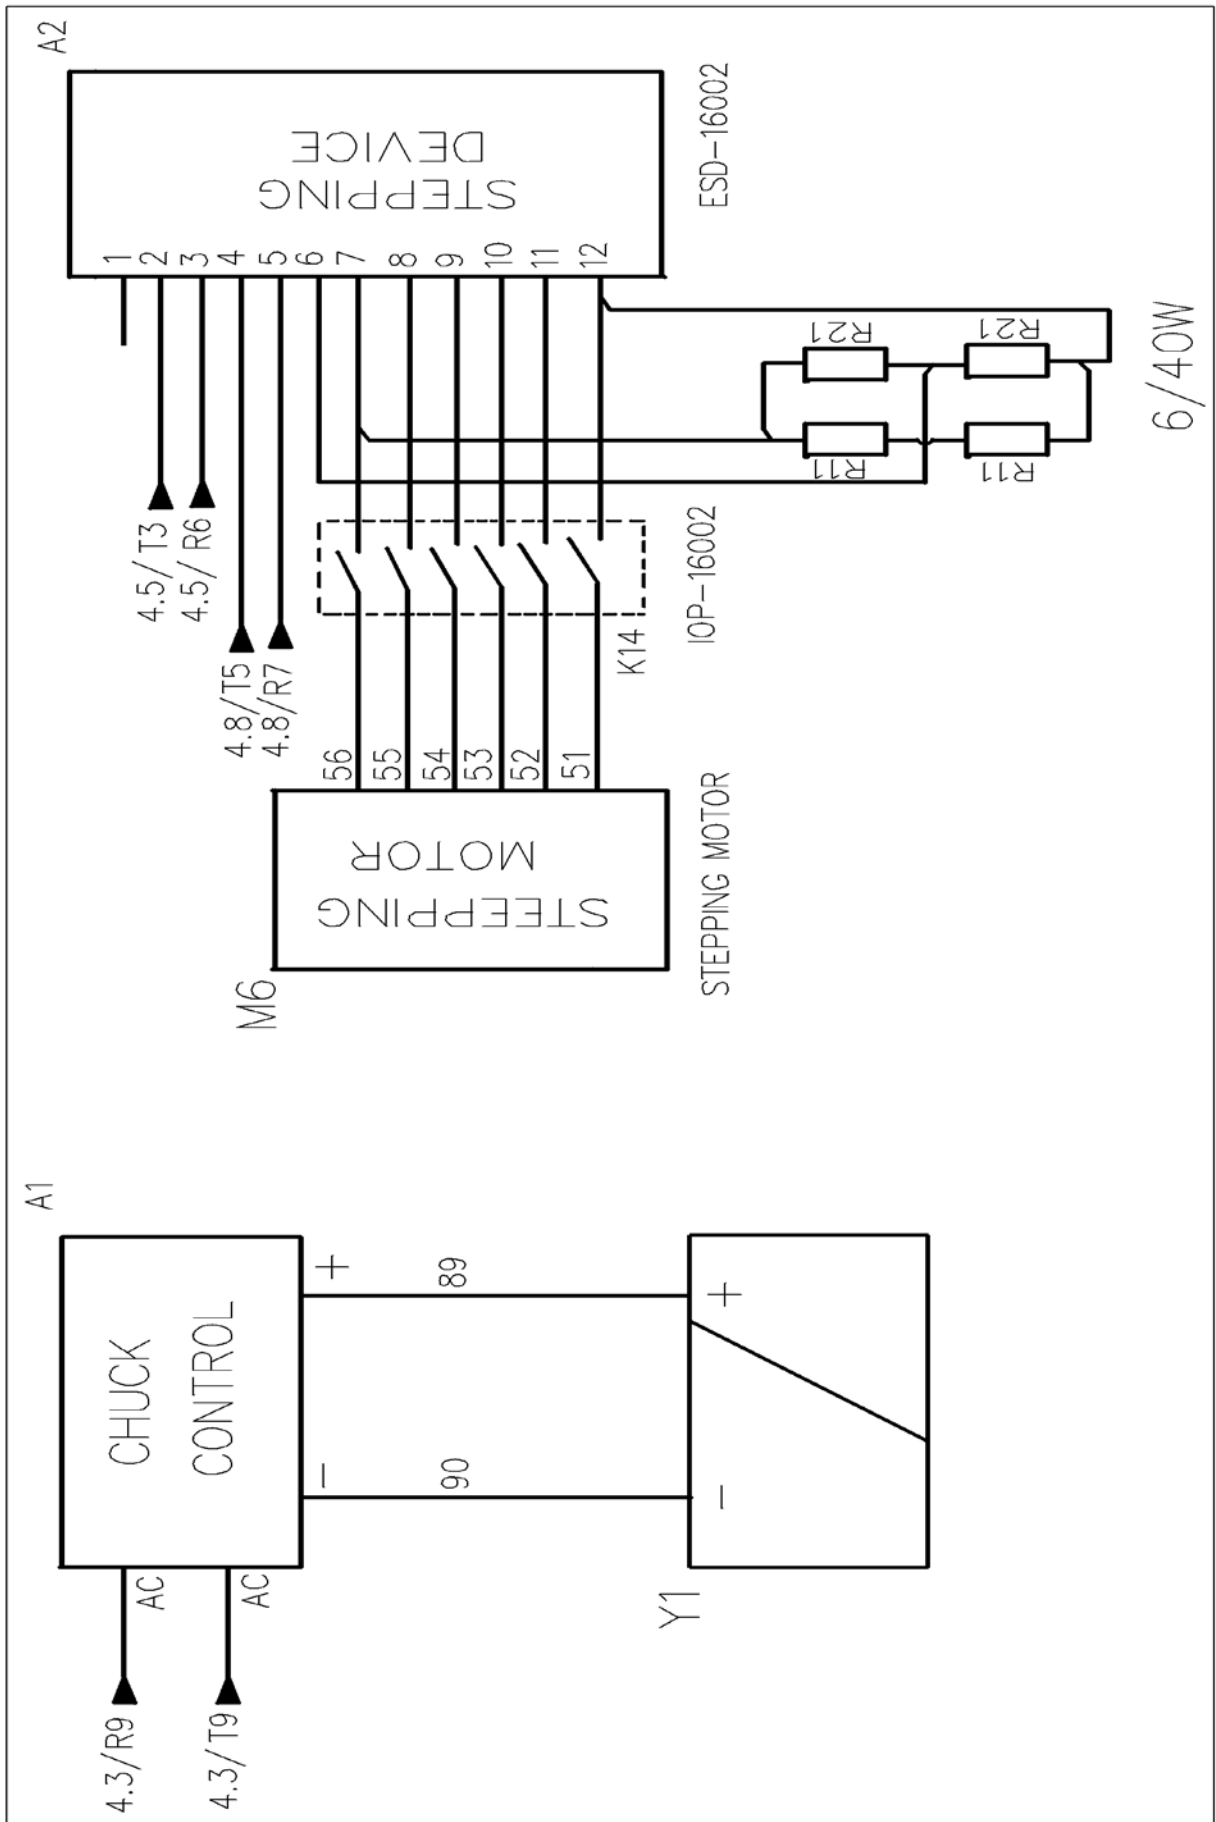 A2
STEPPING
DEVICE
ESD-16002
1
2
3
4
5
6
7
8
9
10
11
12
4.5/T3
4.5/R6
4.8/T5
4.8/R7
R21
R21
R11
R11
6/40W
K14
IOP-16002
56
55
54
53
52
51
STEEPPING
MOTOR
M6
STEPPING MOTOR
A1
CHUCK
CONTROL
+
−
89
90
+
−
Y1
AC
AC
4.3/R9
4.3/T9